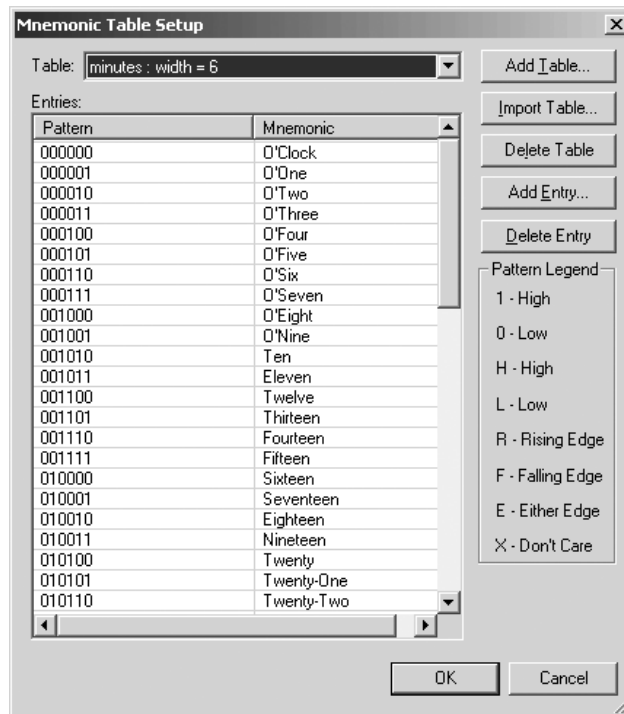 Mnemonic Table Setup
Table: minutes : width = 6
Add Table...
Entries:
Import Table...
Pattern Mnemonic
Delete Table
Add Entry...
Delete Entry
000000 O'Clock
000001 O'One
000010 O'Two
000011 O'Three
000100 O'Four
000101 O'Five
000110 O'Six
000111 O'Seven
001000 O'Eight
001001 O'Nine
001010 Ten
001011 Eleven
001100 Twelve
001101 Thirteen
001110 Fourteen
001111 Fifteen
010000 Sixteen
010001 Seventeen
010010 Eighteen
010011 Nineteen
010100 Twenty
010101 Twenty-One
010110 Twenty-Two
Pattern Legend
1 - High
0 - Low
H - High
L - Low
R - Rising Edge
F - Falling Edge
E - Either Edge
X - Don't Care
OK
Cancel